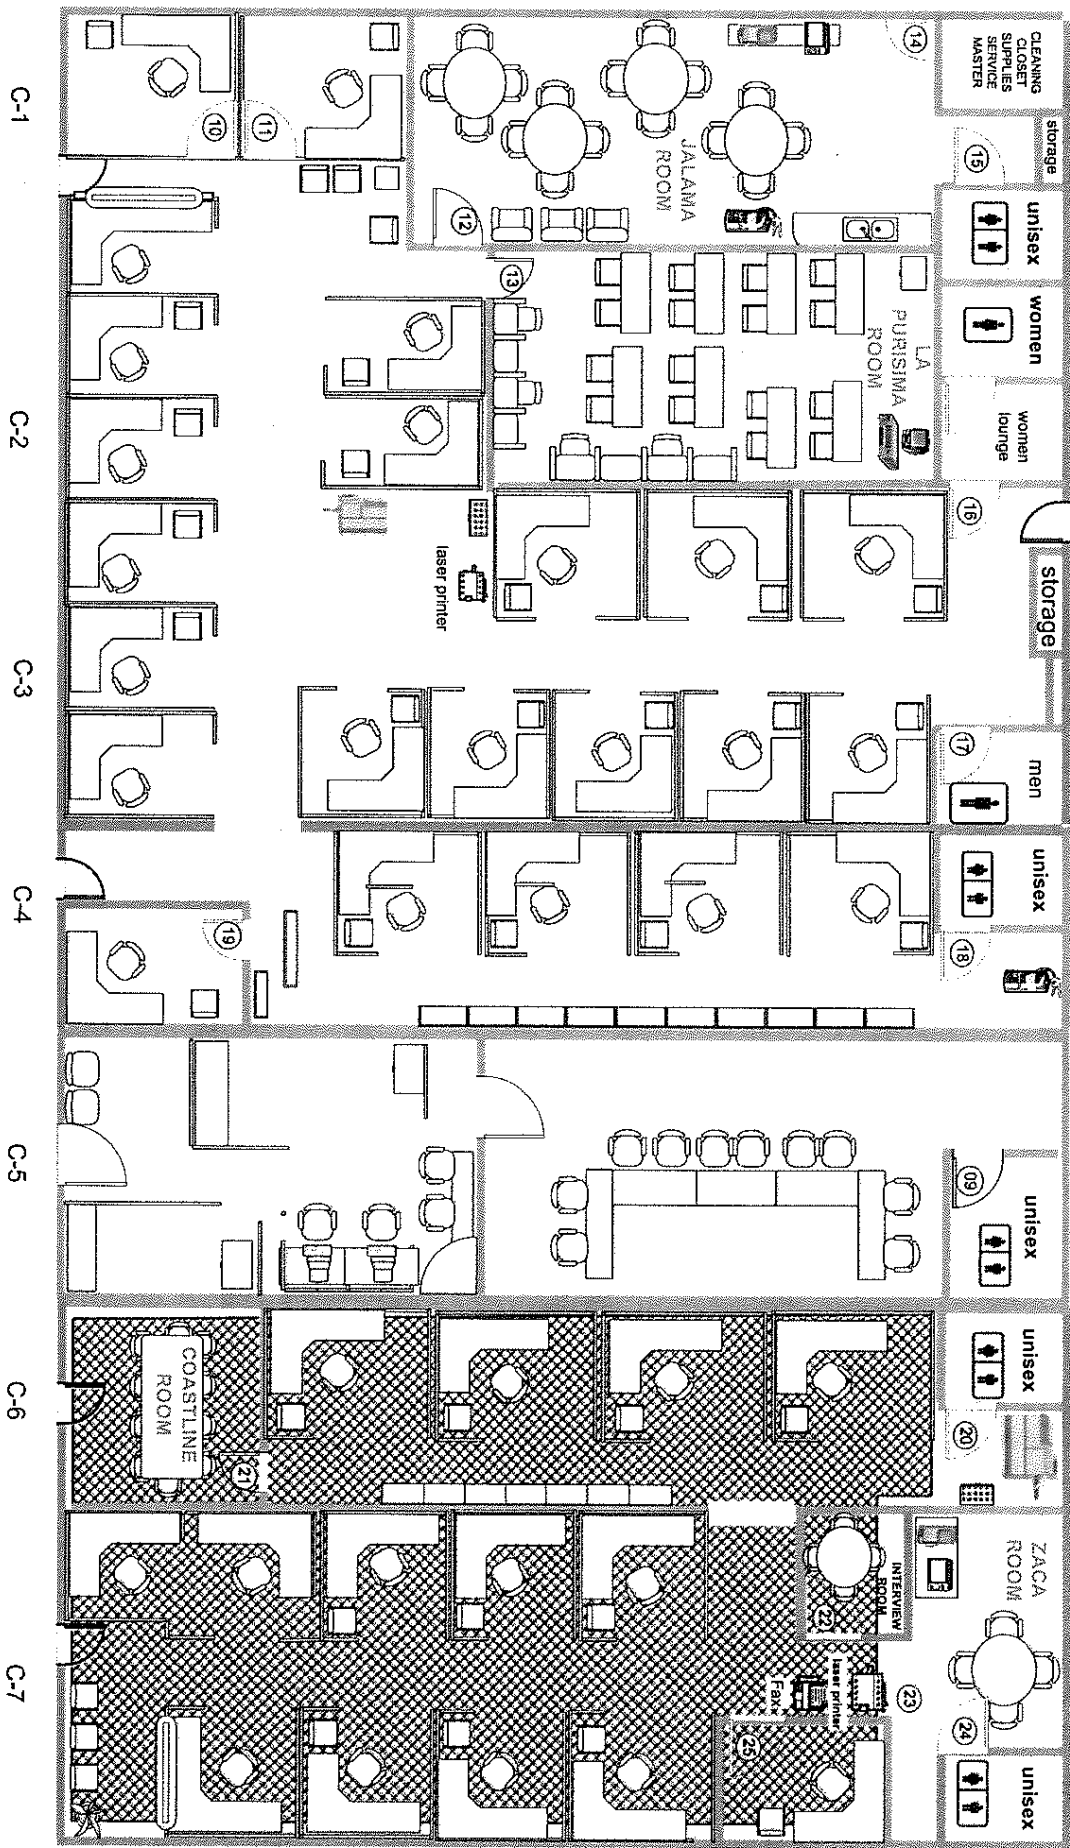 CLEANING
CLOSET
SUPPLIES
SERVICE
MASTER
storage
unisex
women
women
lounge
storage
men
unisex
unisex
unisex
unisex
14
15
16
17
18
09
20
ZACA
ROOM
24
23
INTERVIEW
ROOM
22
laser printer
Fax
25
JALAMA
ROOM
LA
PURISIMA
ROOM
12
13
laser printer
10
11
19
COASTLINE
ROOM
21
C-1
C-2
C-3
C-4
C-5
C-6
C-7